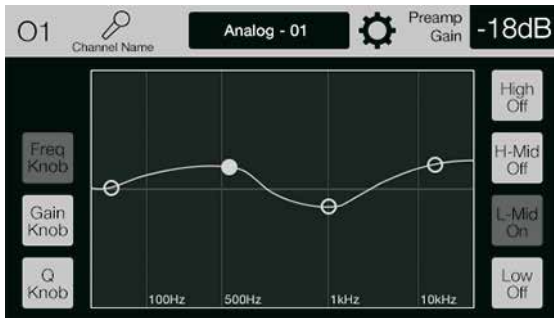 O1
Channel Name
Analog - 01
Preamp
Gain
-18dB
Freq
Knob
Gain
Knob
Q
Knob
100Hz
500Hz
1kHz
10kHz
High
Off
H-Mid
Off
L-Mid
On
Low
Off